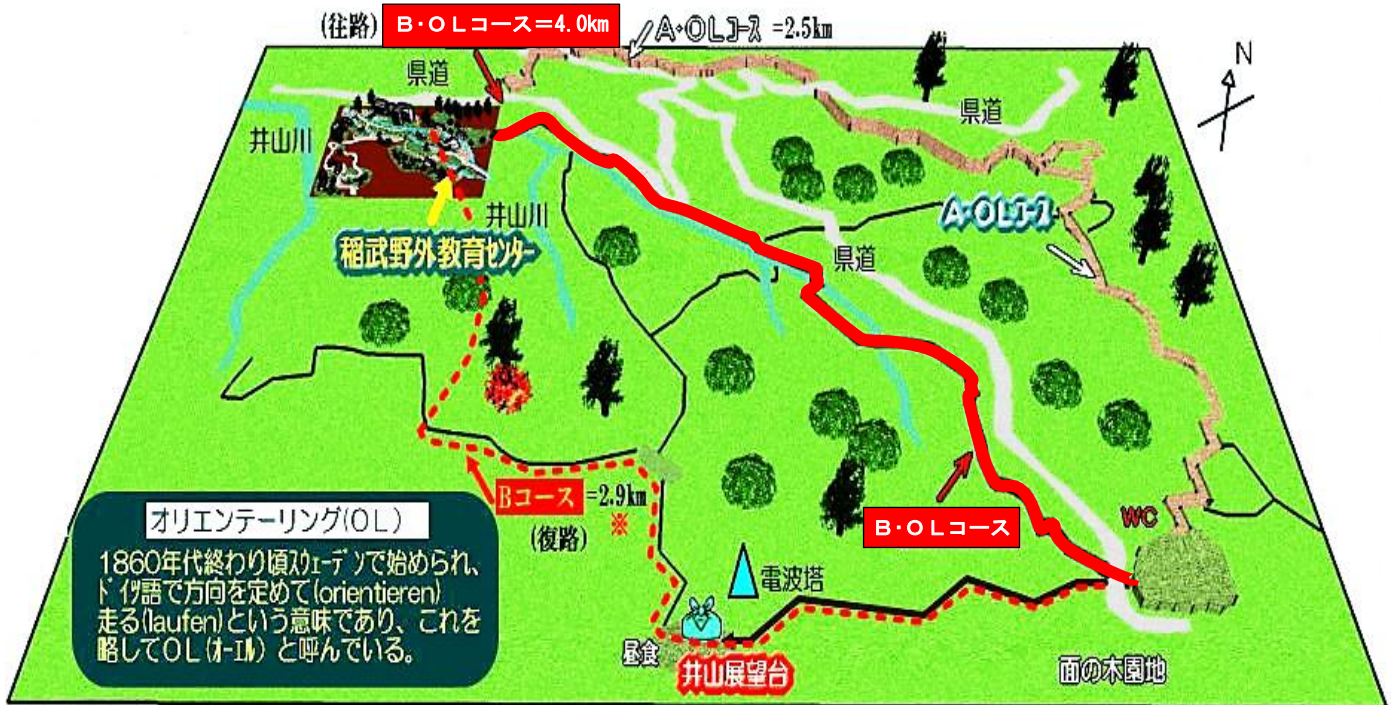 (往路) B・OLコース=4.0km
A・OLコース =2.5km
N
県道
県道
井山川
井山川
稲武野外教育センター
A・OLコース
県道
Bコース =2.9km
※
(復路)
B・OLコース
WC
電波塔
昼食
井山展望台
面の木園地
オリエンテーリング(OL)
1860年代終わり頃スウェーデンで始められ、
ドイツ語で方向を定めて(orientieren)
走る(laufen)という意味であり、これを
略してOL(オーエル) と呼んでいる。